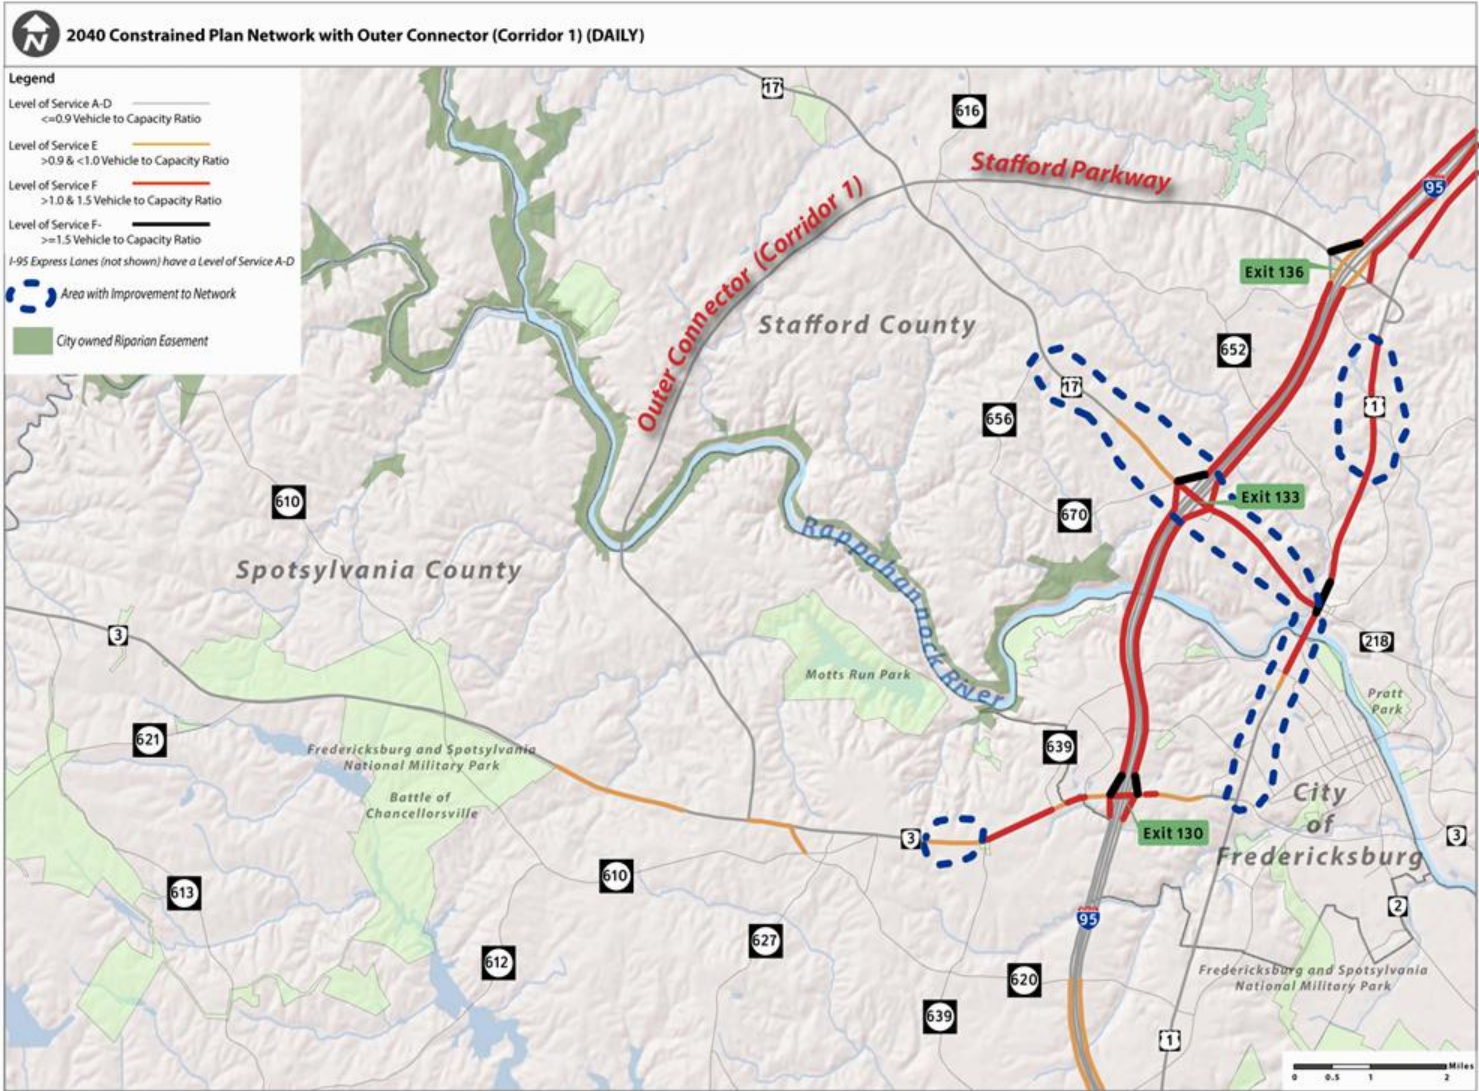 N
2040 Constrained Plan Network with Outer Connector (Corridor 1) (DAILY)
Legend
Level of Service A-D
<=0.9 Vehicle to Capacity Ratio
Level of Service E
>0.9 & <1.0 Vehicle to Capacity Ratio
Level of Service F
>1.0 & 1.5 Vehicle to Capacity Ratio
Level of Service F-
>=1.5 Vehicle to Capacity Ratio
I-95 Express Lanes (not shown) have a Level of Service A-D
Area with Improvement to Network
City owned Riparian Easement
17
616
Stafford Parkway
95
Outer Connector (Corridor 1)
Exit 136
Stafford County
652
17
656
1
610
Exit 133
670
Rappahannock River
Spotsylvania County
3
218
Motts Run Park
Pratt
Park
621
639
Fredericksburg and Spotsylvania
National Military Park
Battle of
Chancellorsville
City
of
Fredericksburg
3
Exit 130
3
610
613
2
95
627
612
620
Fredericksburg and Spotsylvania
National Military Park
639
1
Miles
0 0.5 1 2